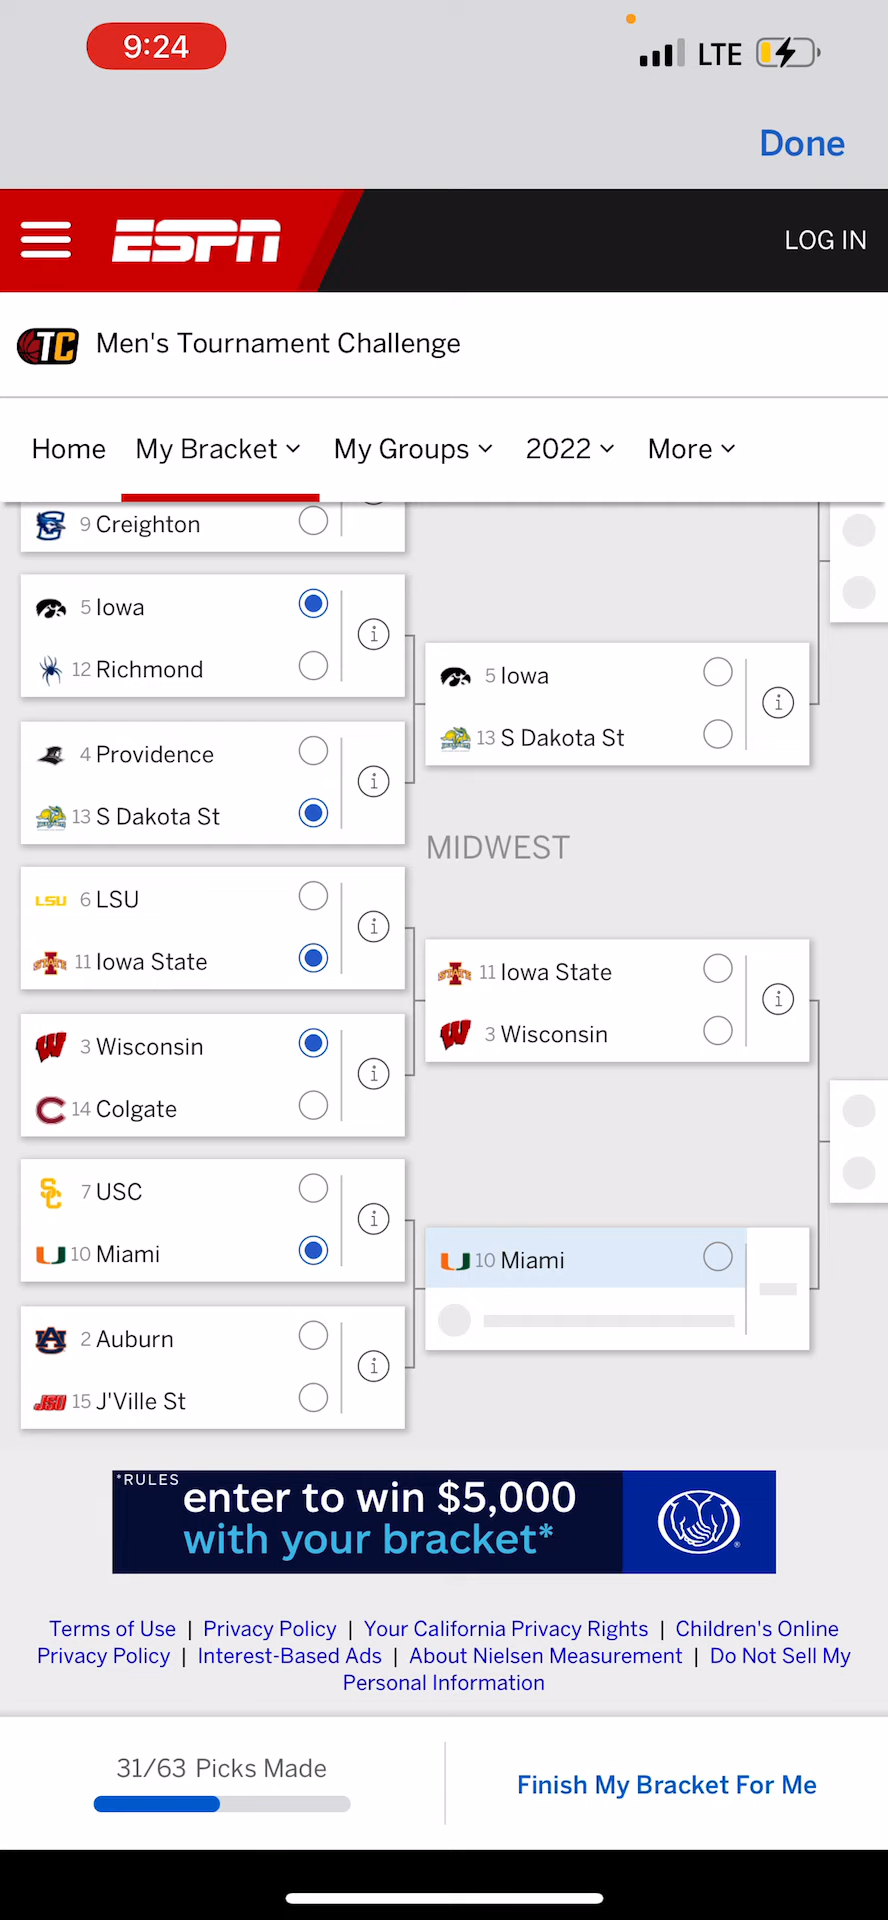 9:24
LTE
Done
ESPN
LOG IN
TC
Men's Tournament Challenge
Home
My Bracket
My Groups
2022
More
9 Creighton
5 Iowa
12 Richmond
5 Iowa
13 S Dakota St
4 Providence
13 S Dakota St
MIDWEST
LSU 6 LSU
11 Iowa State
11 Iowa State
3 Wisconsin
3 Wisconsin
14 Colgate
7 USC
10 Miami
10 Miami
2 Auburn
15 J'Ville St
*RULES
enter to win $5,000
with your bracket*
Terms of Use | Privacy Policy | Your California Privacy Rights | Children's Online
Privacy Policy | Interest-Based Ads | About Nielsen Measurement | Do Not Sell My
Personal Information
31/63 Picks Made
Finish My Bracket For Me